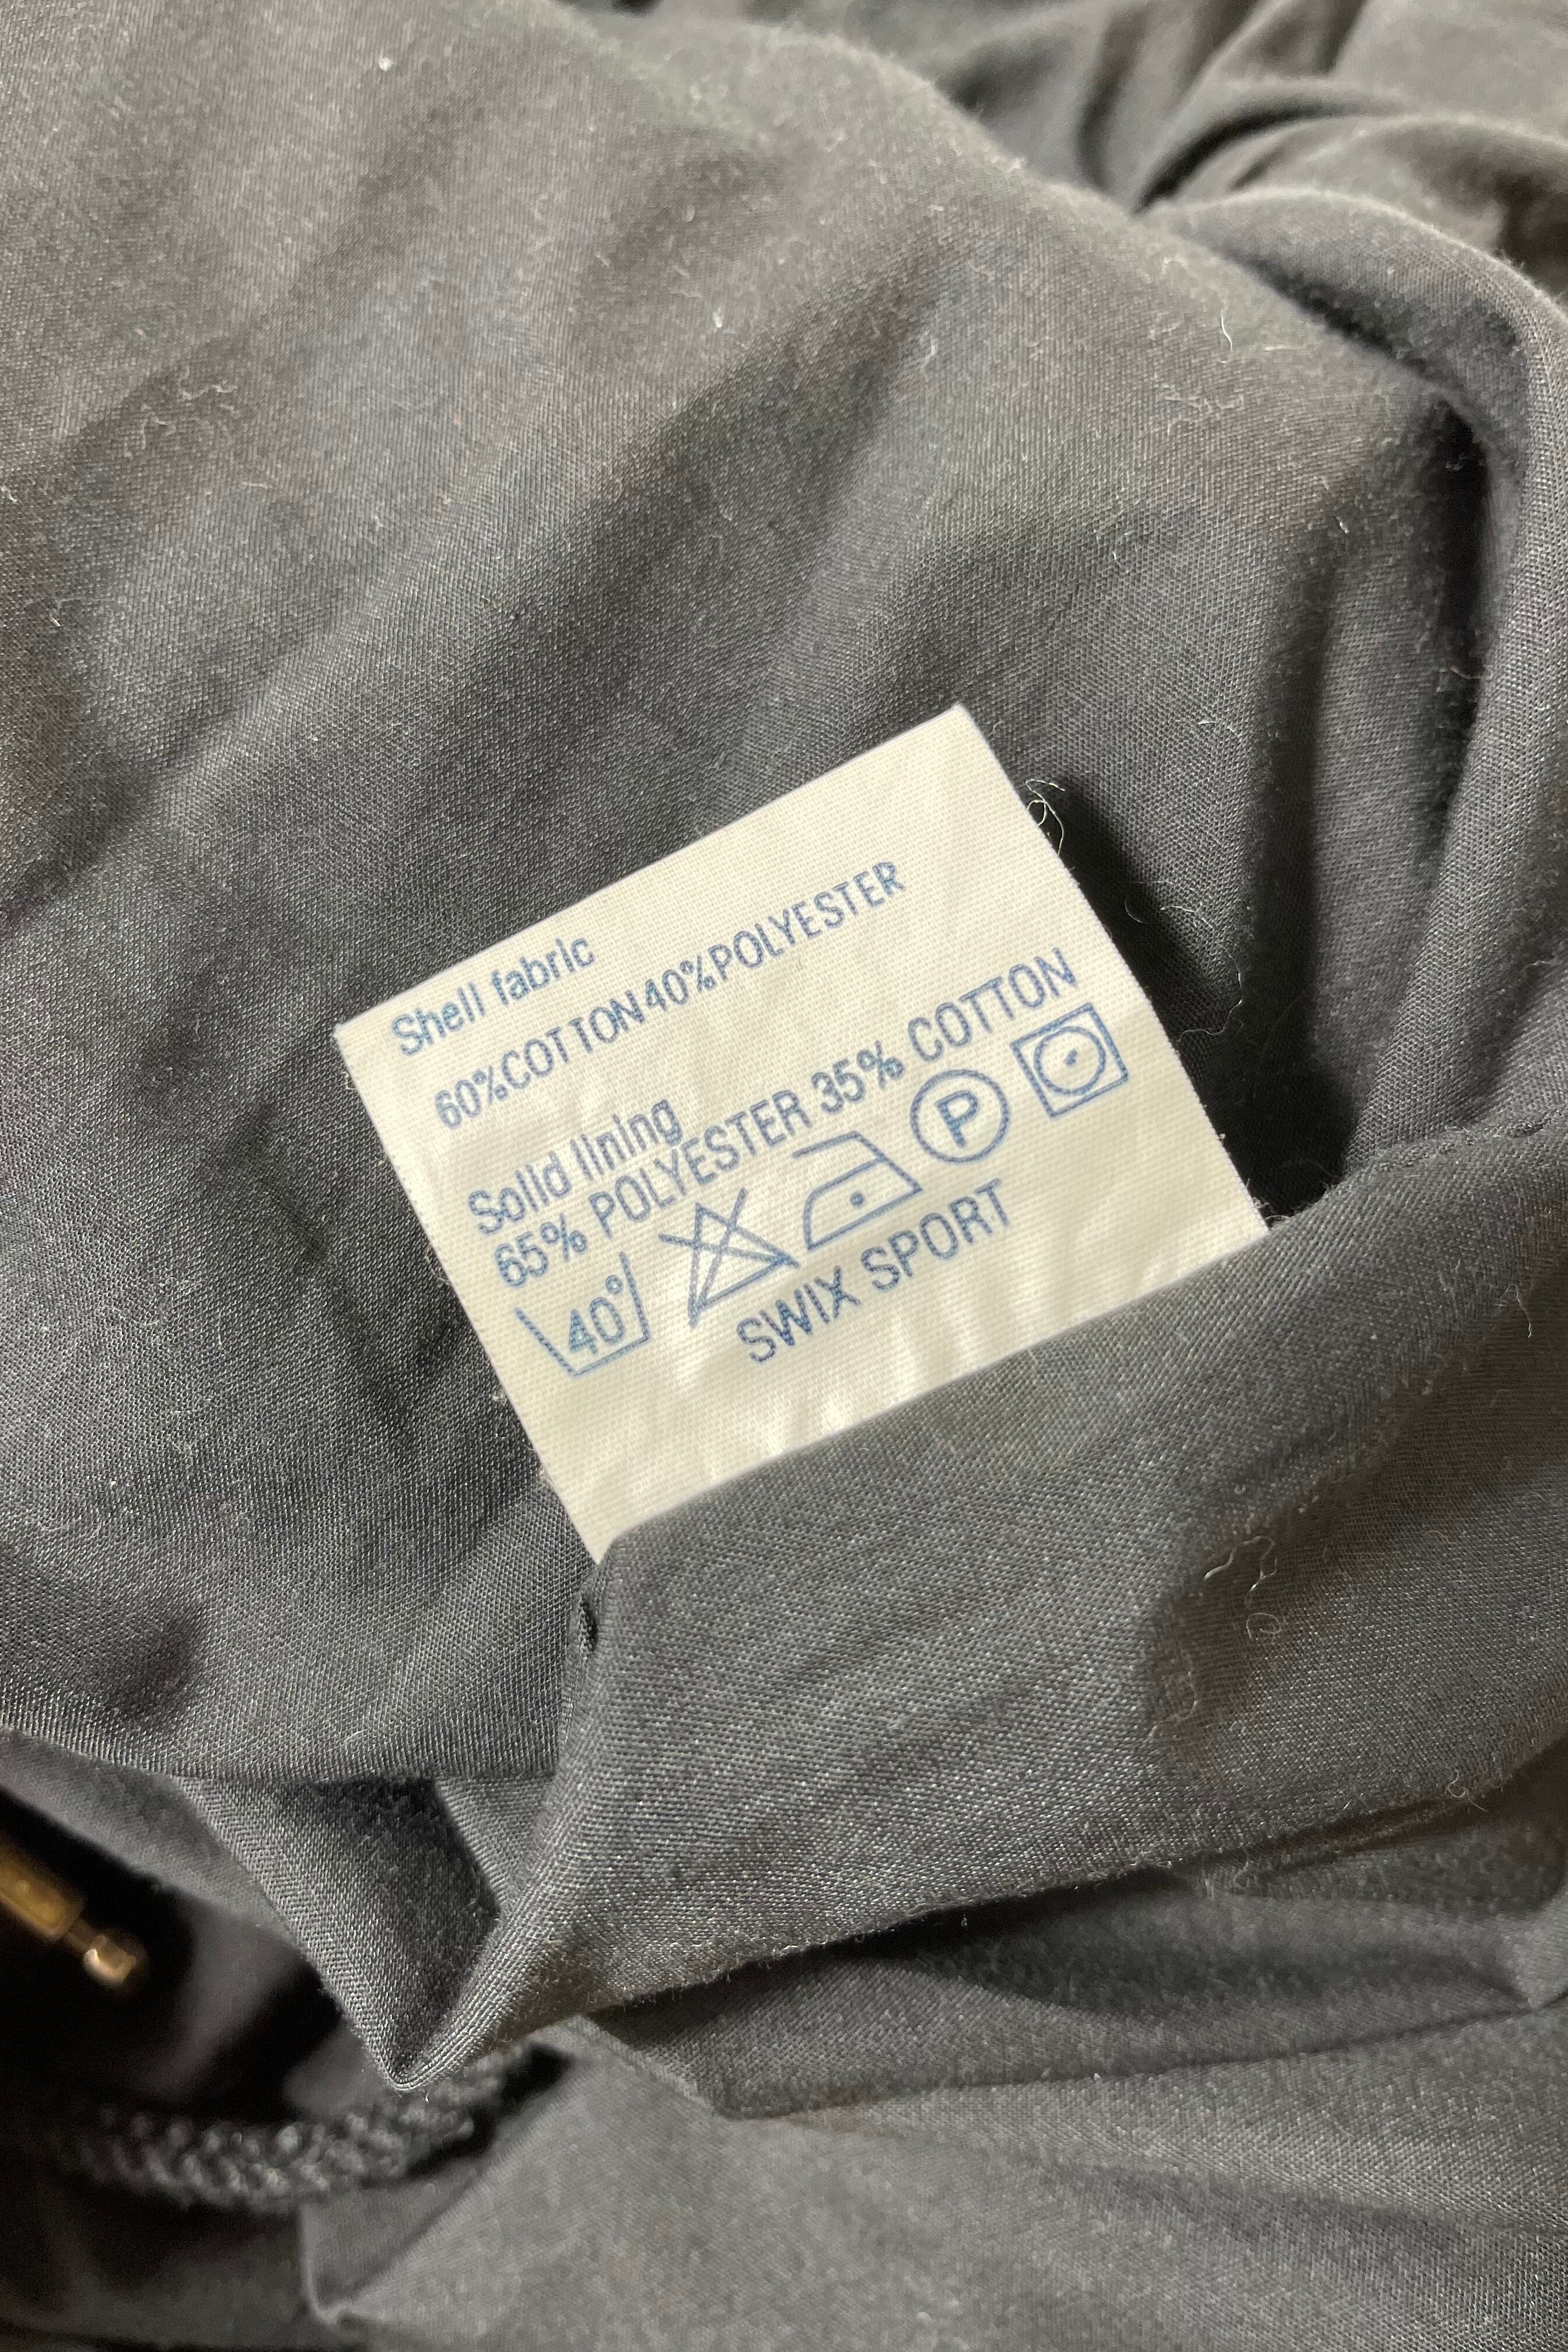 Shell fabric
60%COTTON40%POLYESTER
Solid lining
65% POLYESTER 35% COTTON
40° P
SWIX SPORT